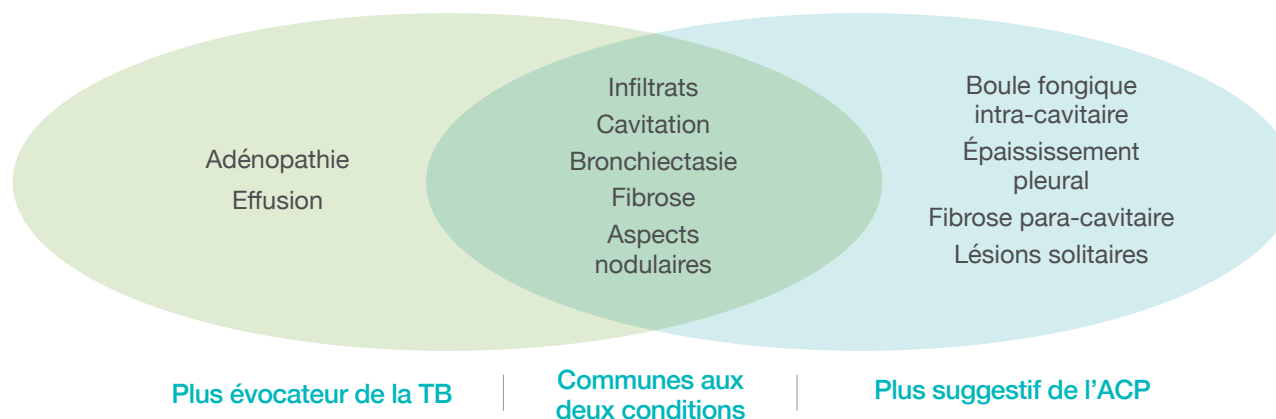 Adénopathie
Effusion
Infiltrats
Cavitation
Bronchiectasie
Fibrose
Aspects
nodulaires
Boule fongique
intra-cavitaire
Épaississement
pleural
Fibrose para-cavitaire
Lésions solitaires
Plus évocateur de la TB
Communes aux
deux conditions
Plus suggestif de l’ACP